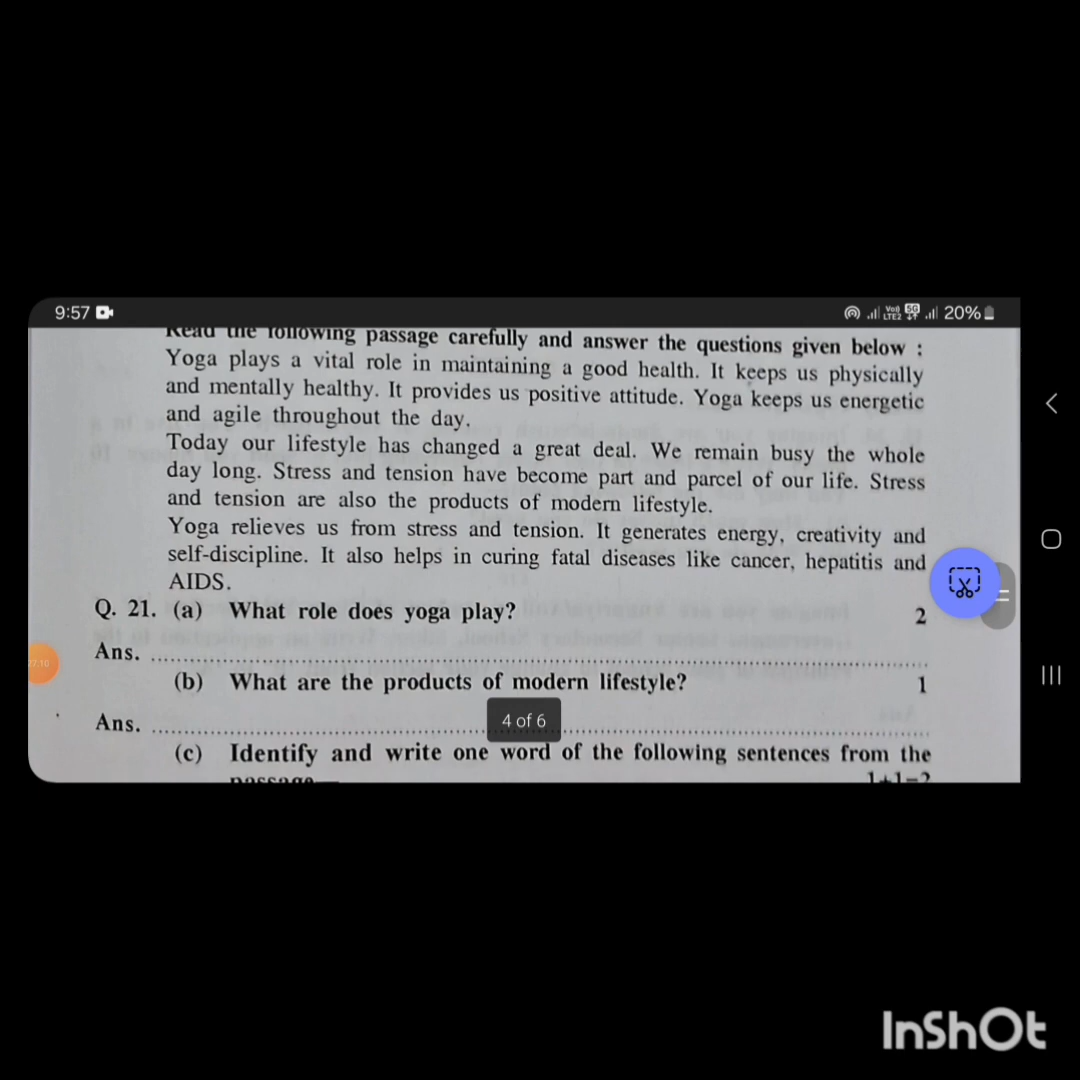 9:57
Vo) 5G
LTE2 20%
Read the following passage carefully and answer the questions given below :
Yoga plays a vital role in maintaining a good health. It keeps us physically
and mentally healthy. It provides us positive attitude. Yoga keeps us energetic
and agile throughout the day.
Today our lifestyle has changed a great deal. We remain busy the whole
day long. Stress and tension have become part and parcel of our life. Stress
and tension are also the products of modern lifestyle.
Yoga relieves us from stress and tension. It generates energy, creativity and
self-discipline. It also helps in curing fatal diseases like cancer, hepatitis and
AIDS.
Q. 21. (a) What role does yoga play? 2
Ans. ........................................
(b) What are the products of modern lifestyle? 1
4 of 6
Ans. ........................................
(c) Identify and write one word of the following sentences from the
passage— 1+1=2
InShOt